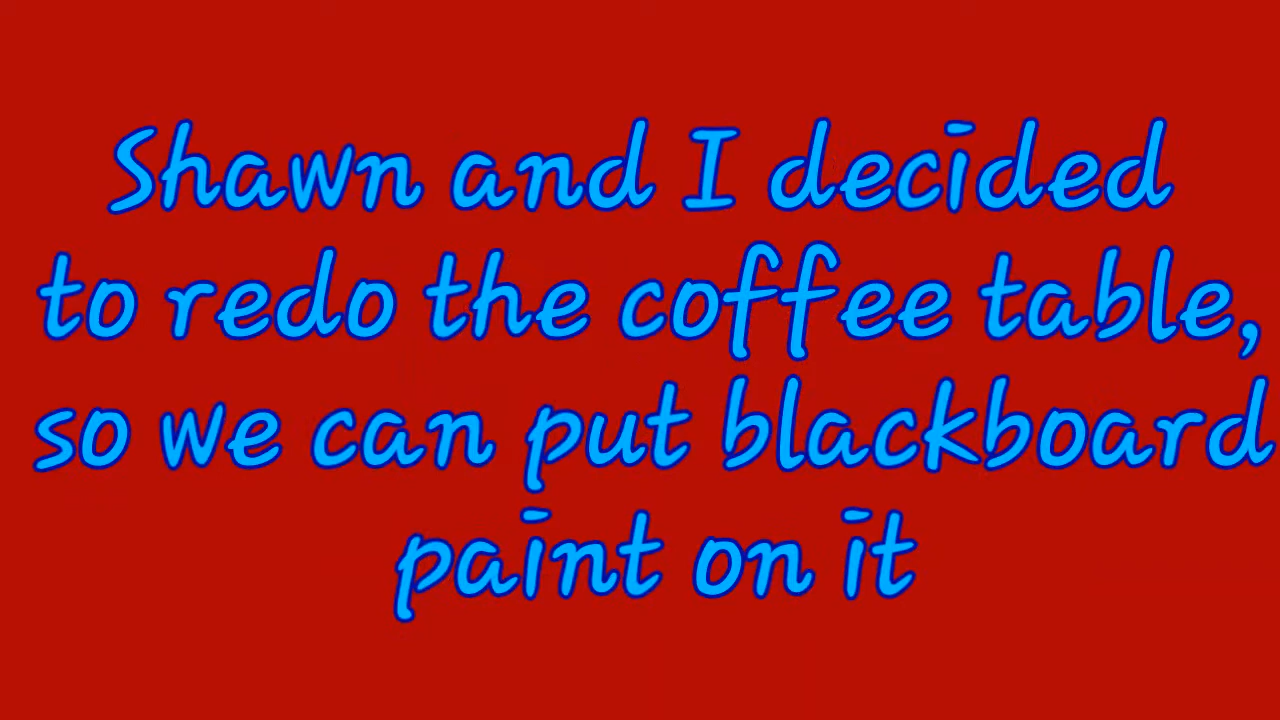 Shawn and I decided
to redo the coffee table,
so we can put blackboard
paint on it